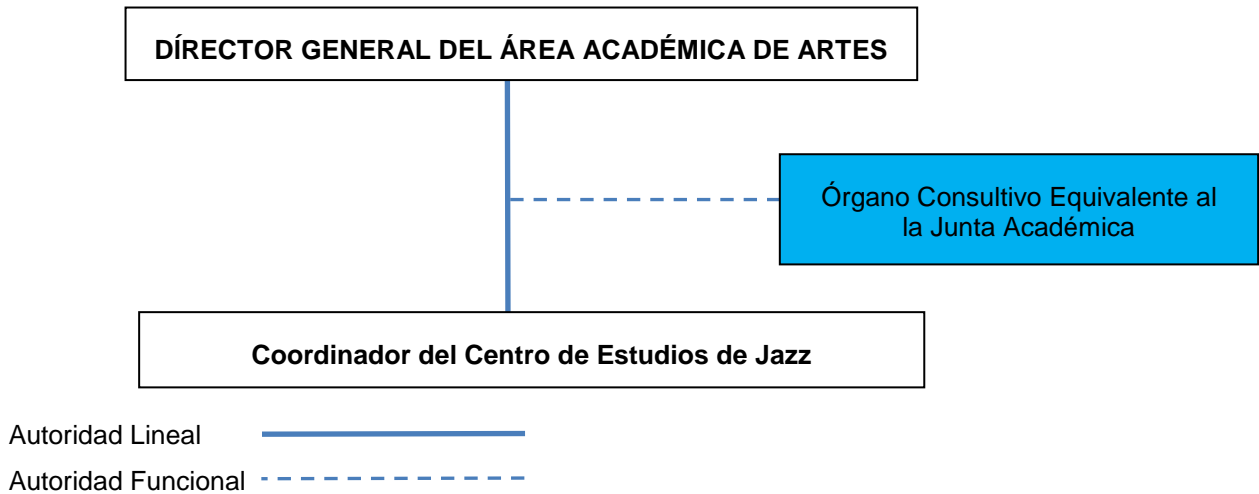 DÍRECTOR GENERAL DEL ÁREA ACADÉMICA DE ARTES
Órgano Consultivo Equivalente al
la Junta Académica
Coordinador del Centro de Estudios de Jazz
Autoridad Lineal
Autoridad Funcional